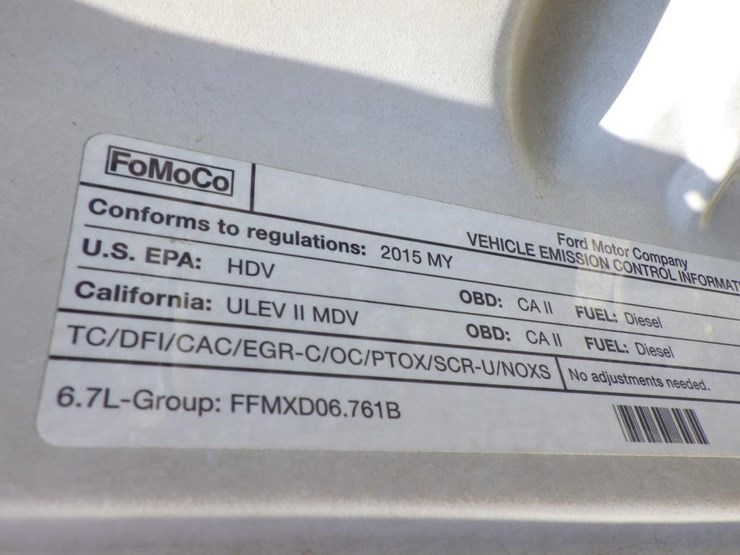 FoMoCo
Ford Motor Company
VEHICLE EMISSION CONTROL
Conforms to regulations: 2015 MY
U.S. EPA: HDV OBD: CA II FUEL: Diesel
California: ULEV II MDV OBD: CA II FUEL: Diesel
TC/DFI/CAC/EGR-C/OC/PTOX/SCR-U/NOXS No adjustments needed.
6.7L-Group: FFMXD06.761B